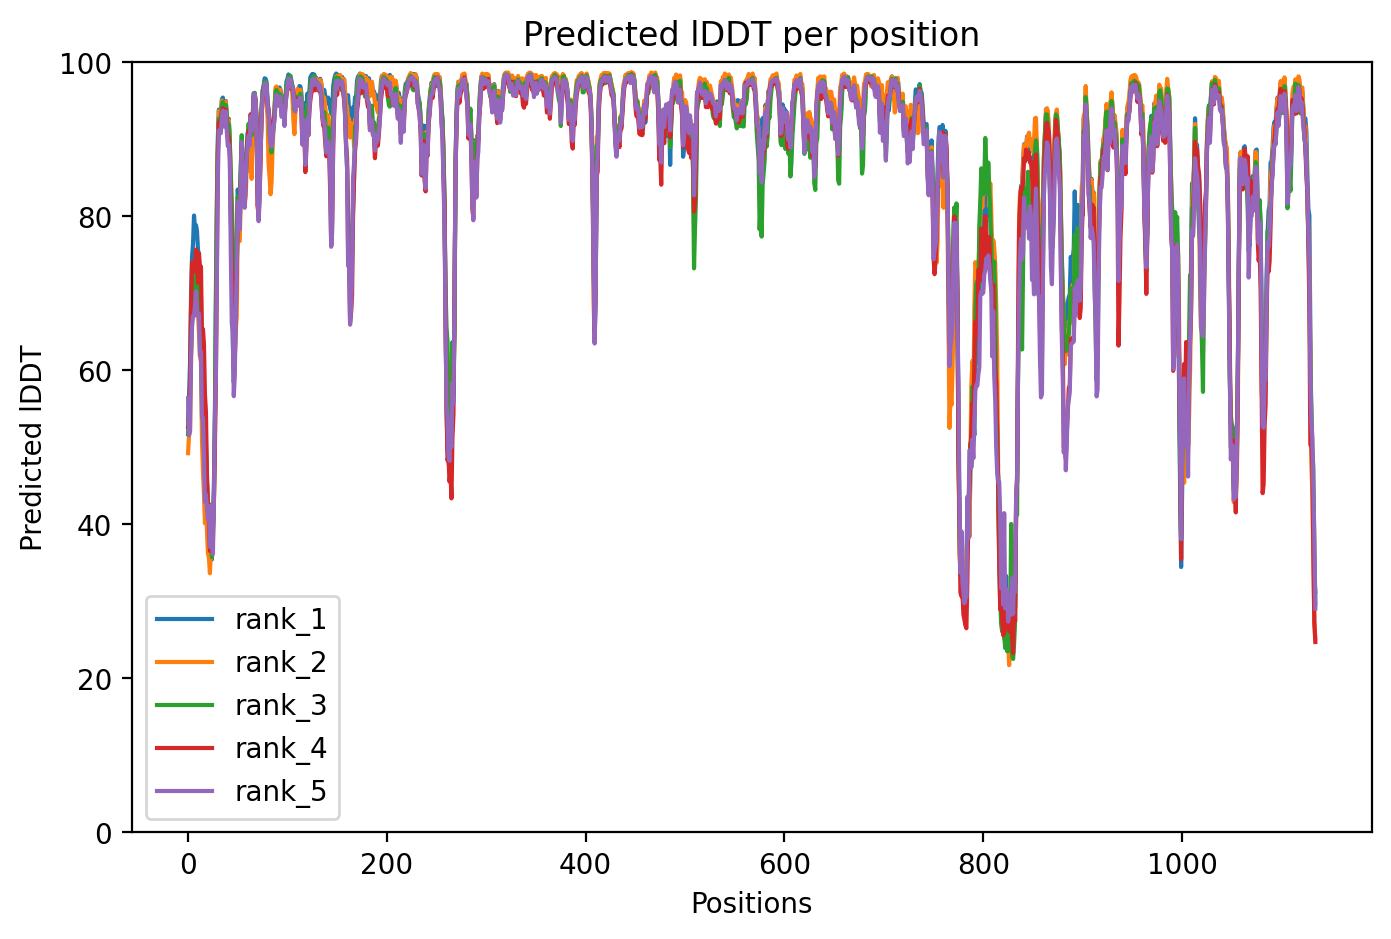 Predicted lDDT per position
100
80
60
40
20
0
Predicted lDDT
rank_1
rank_2
rank_3
rank_4
rank_5
0 200 400 600 800 1000
Positions